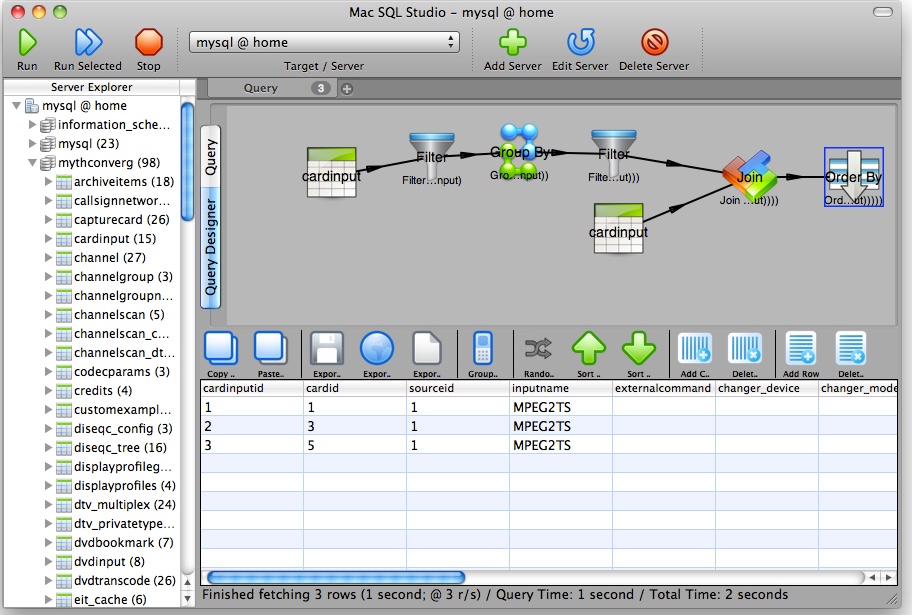 Mac SQL Studio – mysql @ home
Run
Run Selected
Stop
mysql @ home
Target / Server
Add Server
Edit Server
Delete Server
Server Explorer
mysql @ home
information_sche...
mysql (23)
mythconverg (98)
archiveitems (18)
callsignnetwor...
capturecard (26)
cardinput (15)
channel (27)
channelgroup (3)
channelgroupn...
channelscan (5)
channelscan_c...
channelscan_dt...
codecparams (3)
credits (4)
customexampl...
diseqc_config (3)
diseqc_tree (16)
displayprofileg...
displayprofiles (4)
dtv_multiplex (24)
dtv_privatetype...
dvdbookmark (7)
dvdinput (8)
dvdtranscode (26)
eit_cache (6)
Query 3
Query
Query Designer
cardinput
Filter
Filter...nput)
Group By
Gro...nput))
Filter
Filte...ut)))
cardinput
Join
Join ...ut))))
Order By
Ord...ut)))))
Copy .. Paste.. Expor.. Expor.. Expor.. Group.. Rando.. Sort .. Sort .. Add C.. Delet.. Add Row Delet..
cardinputid cardid sourceid inputname externalcommand changer_device changer_mode
1 1 1 MPEG2TS
2 3 1 MPEG2TS
3 5 1 MPEG2TS
Finished fetching 3 rows (1 second; @ 3 r/s) / Query Time: 1 second / Total Time: 2 seconds